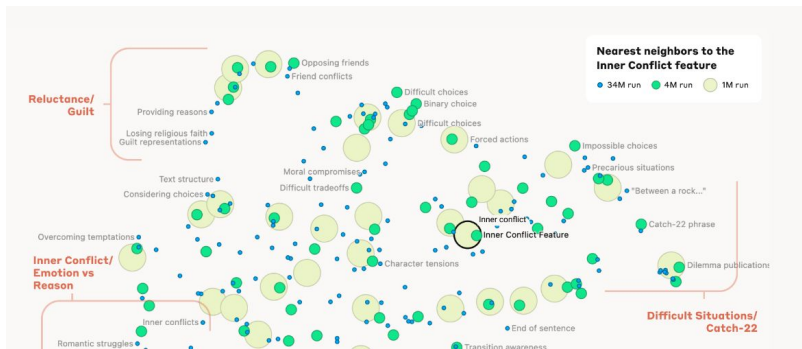 Nearest neighbors to the
Inner Conflict feature
34M run
4M run
1M run
Opposing friends
Friend conflicts
Reluctance/
Guilt
Providing reasons
Losing religious faith
Guilt representations
Difficult choices
Binary choice
Difficult choices
Forced actions
Impossible choices
Precarious situations
"Between a rock..."
Moral compromises
Difficult tradeoffs
Text structure
Considering choices
Inner conflict
Inner Conflict Feature
Catch-22 phrase
Overcoming temptations
Character tensions
Dilemma publications
Inner Conflict/
Emotion vs
Reason
Difficult Situations/
Catch-22
Inner conflicts
End of sentence
Romantic struggles
Transition awareness